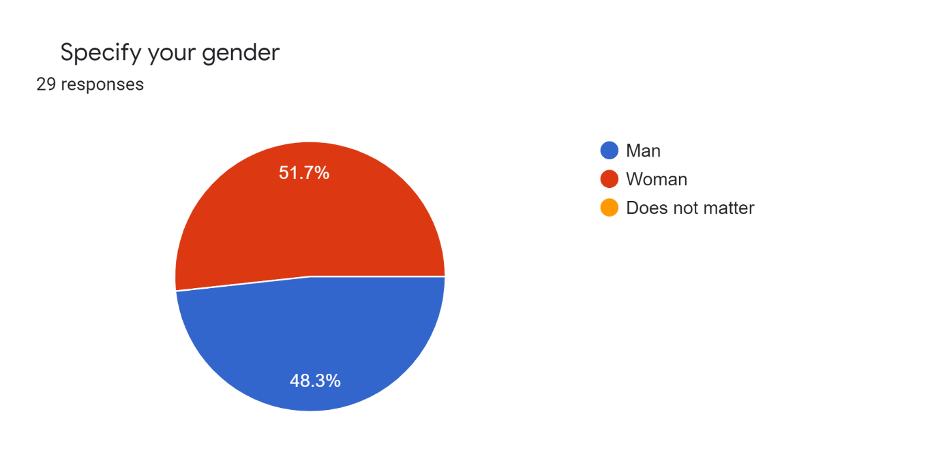 Specify your gender
29 responses
51.7%
48.3%
Man
Woman
Does not matter